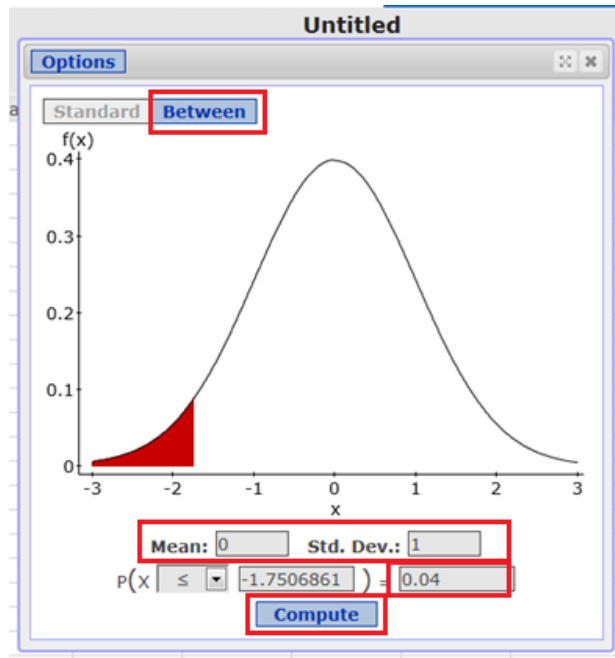 Untitled
Options
a
Standard Between
f(x)
0.4
0.3
0.2
0.1
0
-3 -2 -1 0 1 2 3
x
Mean: 0 Std. Dev.: 1
P(X ≤ -1.7506861 ) = 0.04
Compute